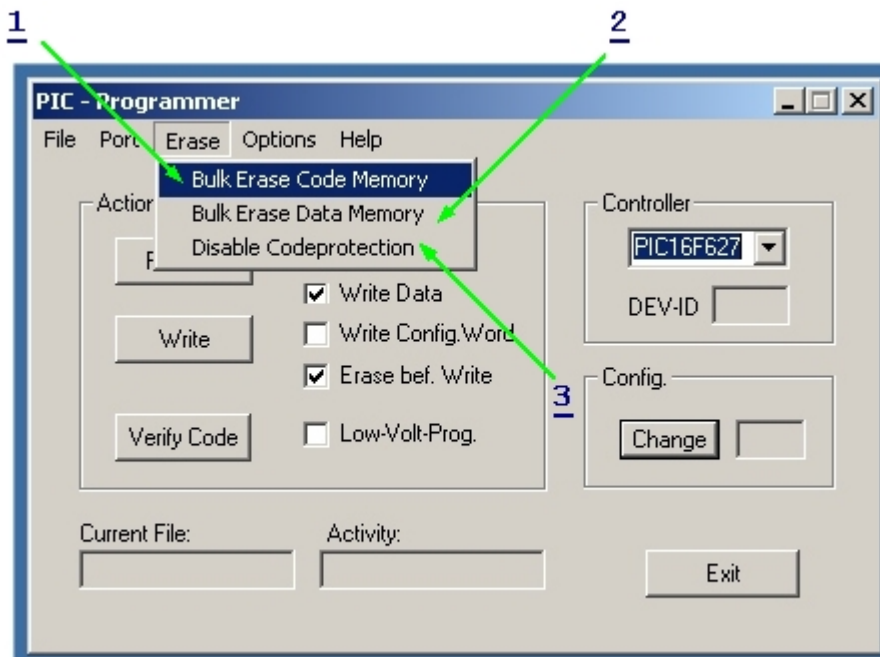 1
2
PIC - Programmer
File Port Erase Options Help
Bulk Erase Code Memory
Bulk Erase Data Memory
Disable Codeprotection
Action
Write Data
Write
Write Config.Word
Erase bef. Write
Verify Code
Low-Volt-Prog.
Controller
PIC16F627
DEV-ID
3
Config.
Change
Current File:
Activity:
Exit